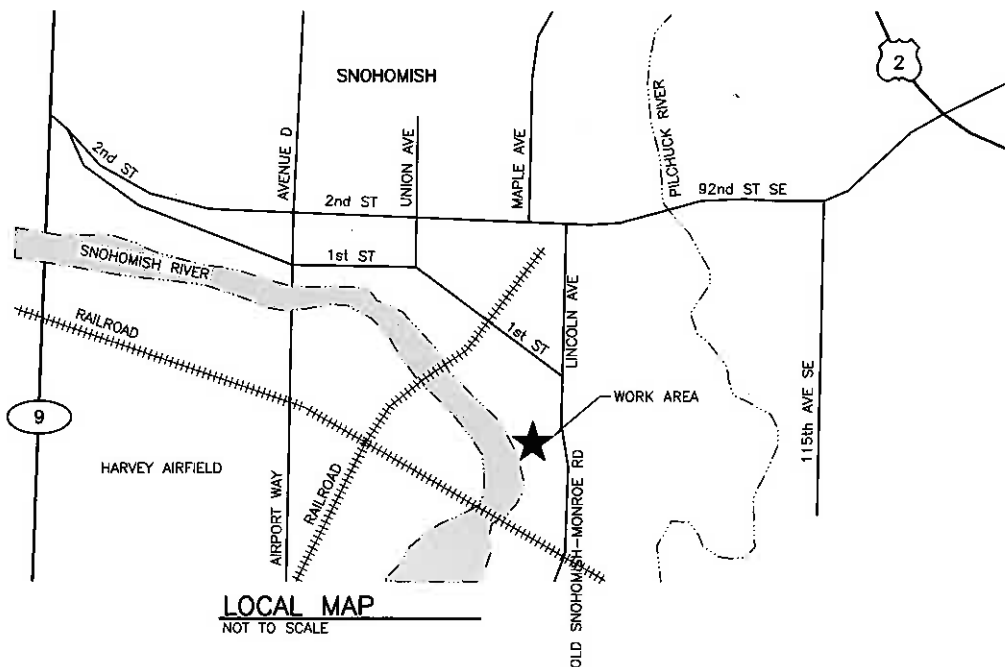 SNOHOMISH
2
2nd ST
AVENUE D
UNION AVE
MAPLE AVE
PILCHUCK RIVER
92nd ST SE
2nd ST
1st ST
SNOHOMISH RIVER
RAILROAD
1st ST
LINCOLN AVE
WORK AREA
9
115th AVE SE
HARVEY AIRFIELD
AIRPORT WAY
RAILROAD
OLD SNOHOMISH-MONROE RD
LOCAL MAP
NOT TO SCALE